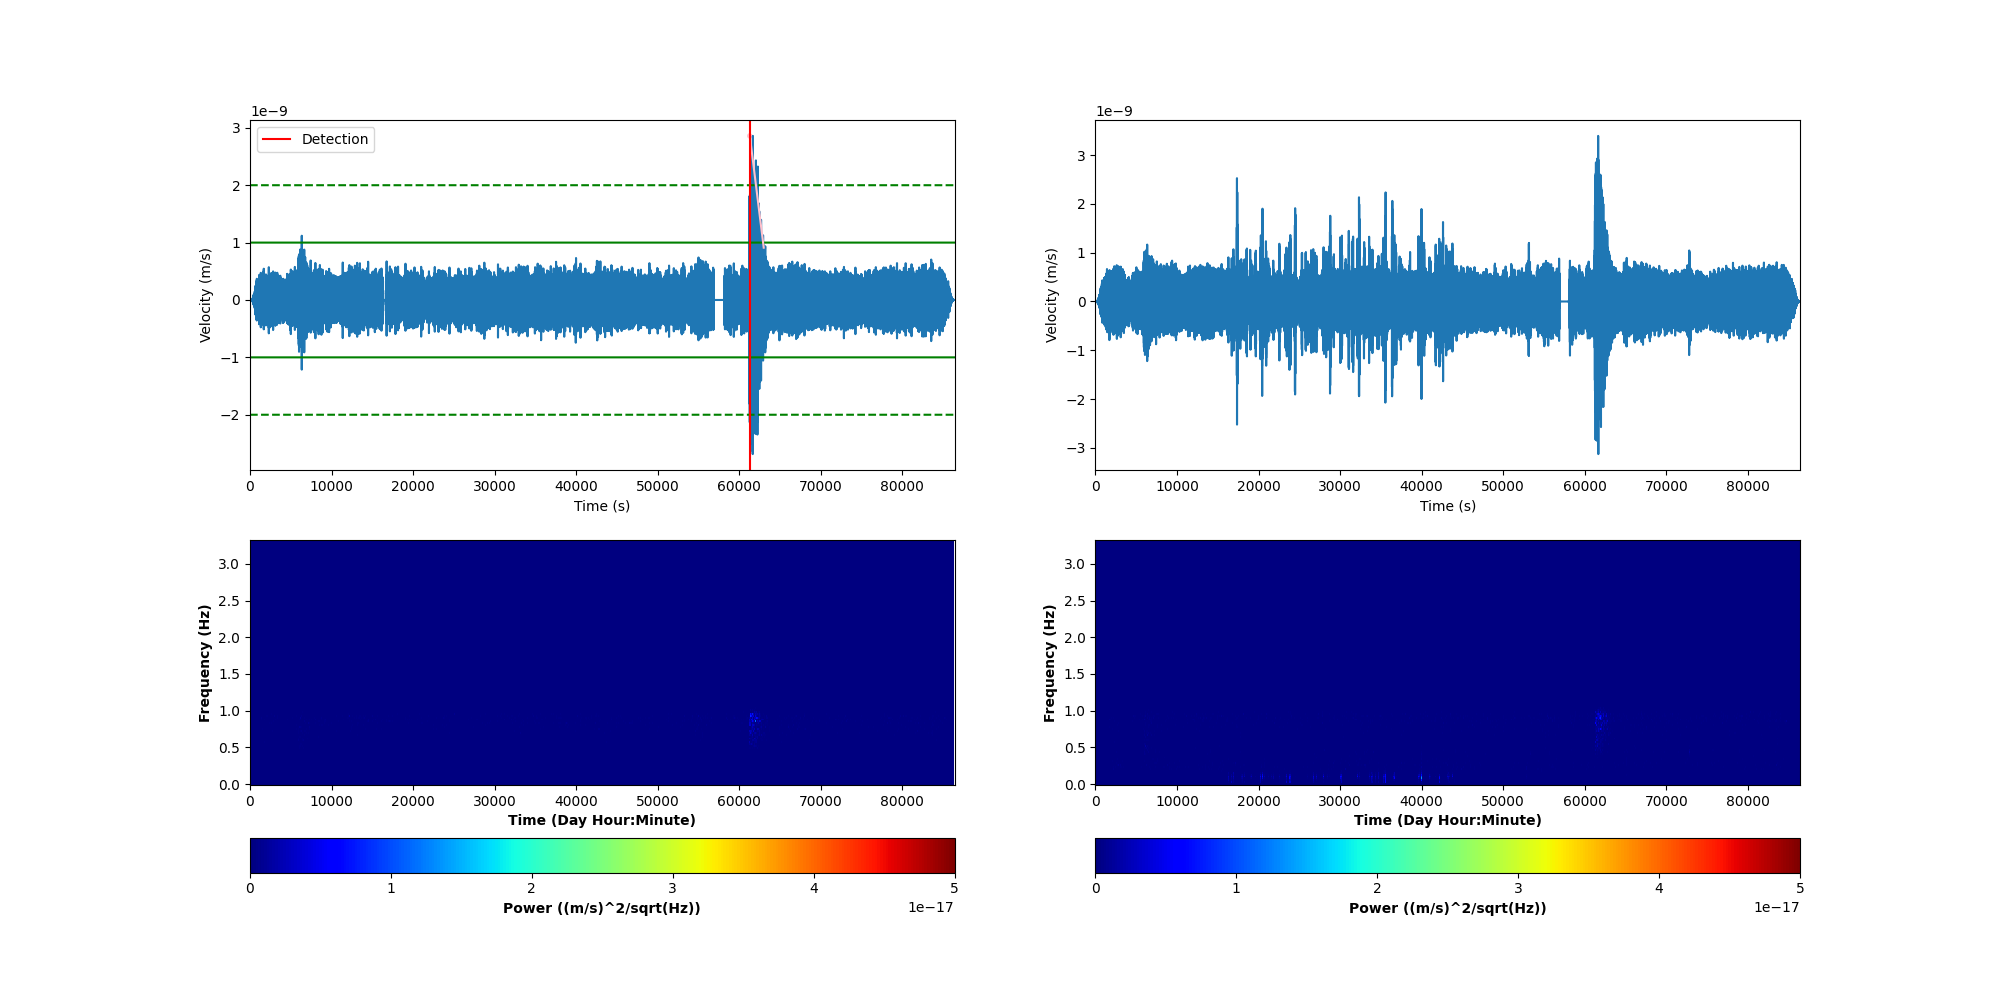 1e−9
Detection
3
2
1
0
−1
−2
Velocity (m/s)
0 10000 20000 30000 40000 50000 60000 70000 80000
Time (s)
1e−9
3
2
1
0
−1
−2
−3
Velocity (m/s)
0 10000 20000 30000 40000 50000 60000 70000 80000
Time (s)
3.0
2.5
2.0
1.5
1.0
0.5
0.0
Frequency (Hz)
0 10000 20000 30000 40000 50000 60000 70000 80000
Time (Day Hour:Minute)
0 1 2 3 4 5
Power ((m/s)^2/sqrt(Hz))
1e−17
3.0
2.5
2.0
1.5
1.0
0.5
0.0
Frequency (Hz)
0 10000 20000 30000 40000 50000 60000 70000 80000
Time (Day Hour:Minute)
0 1 2 3 4 5
Power ((m/s)^2/sqrt(Hz))
1e−17